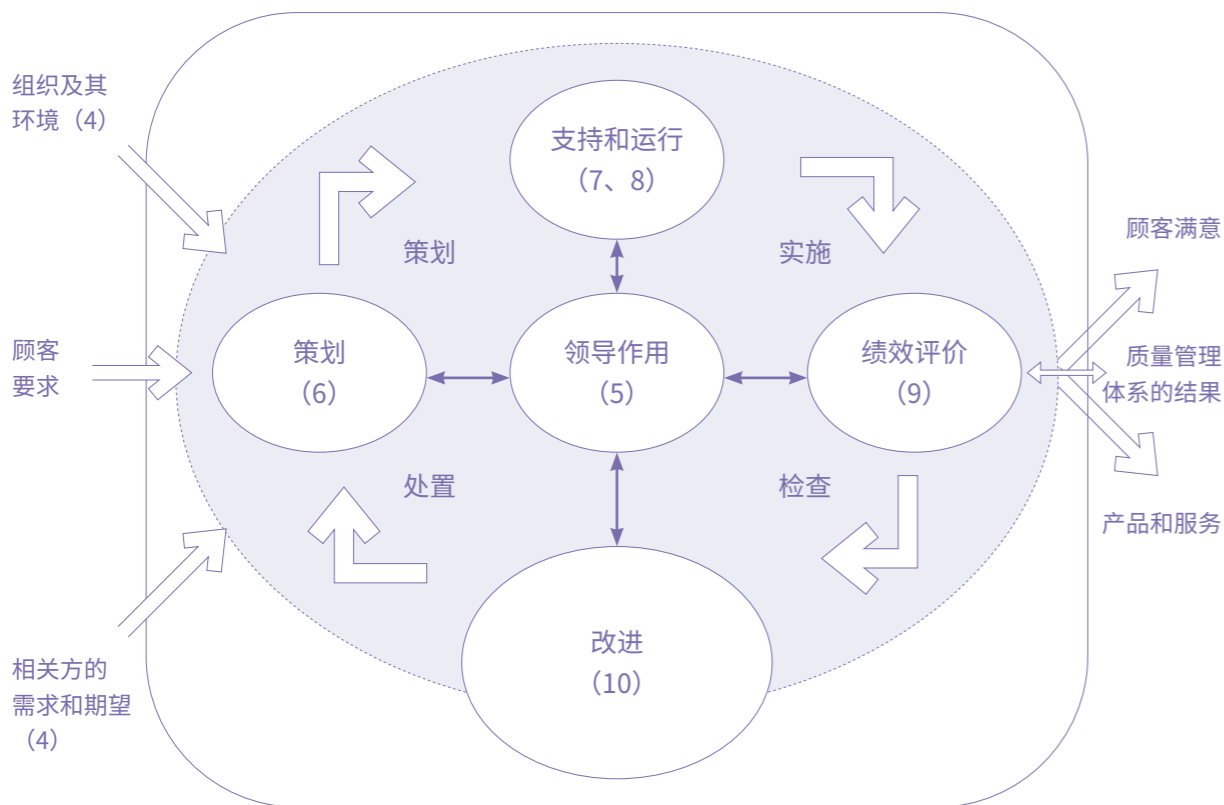 组织及其
环境（4）
支持和运行
（7、8）
顾客满意
策划
实施
顾客
要求
策划
（6）
领导作用
（5）
绩效评价
（9）
质量管理
体系的结果
处置
检查
产品和服务
改进
（10）
相关方的
需求和期望
（4）